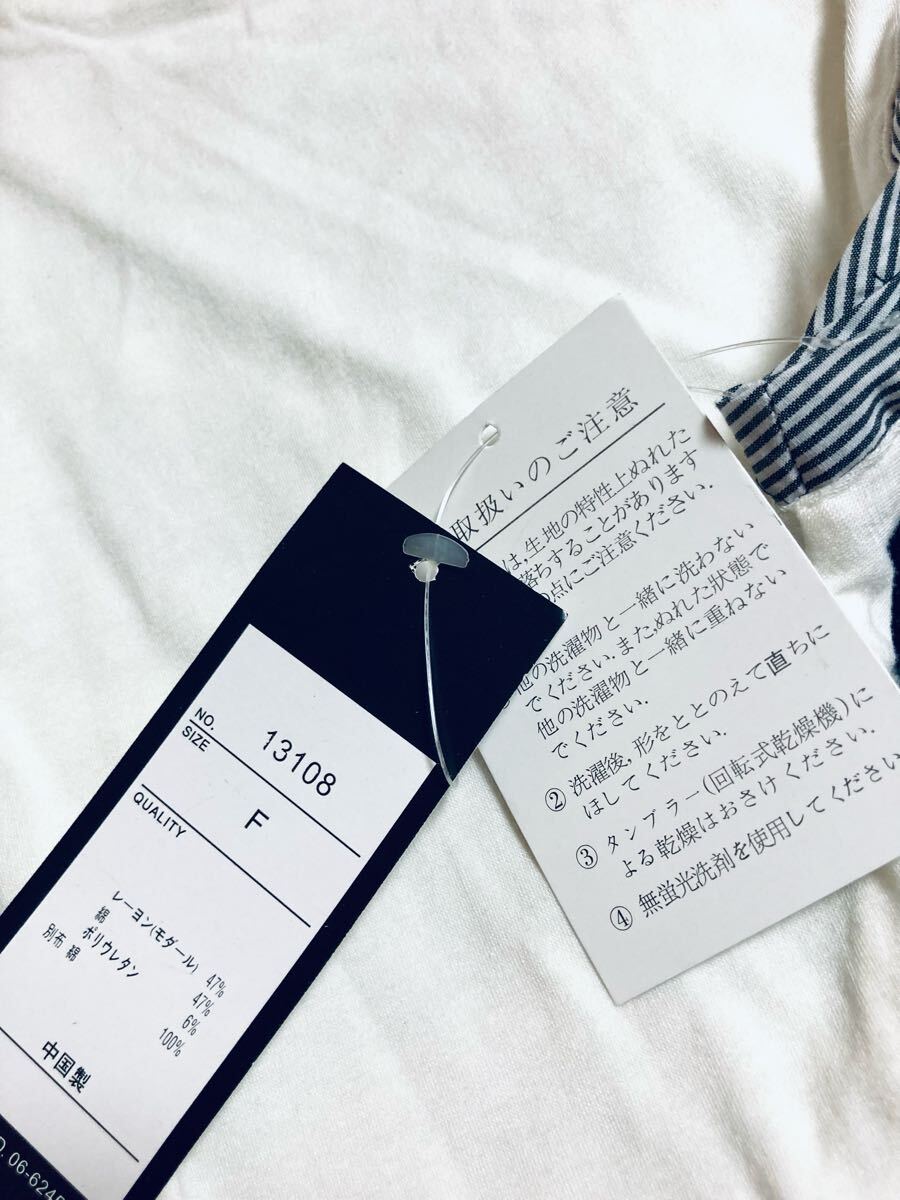 NO.
13108
SIZE
F
QUALITY
レーヨン(モダール) 47%
綿 47%
ポリウレタン 6%
別布 綿 100%
中国製
06-624
取扱いのご注意
は,生地の特性上ぬれた
落ちすることがあります
点にご注意ください.
他の洗濯物と一緒に洗わない
でください.またぬれた状態で
他の洗濯物と一緒に重ねない
でください.
② 洗濯後,形をととのえて直ちに
ほしてください.
③ タンブラー(回転式乾燥機)に
よる乾燥はおさけください.
④ 無蛍光洗剤を使用してください